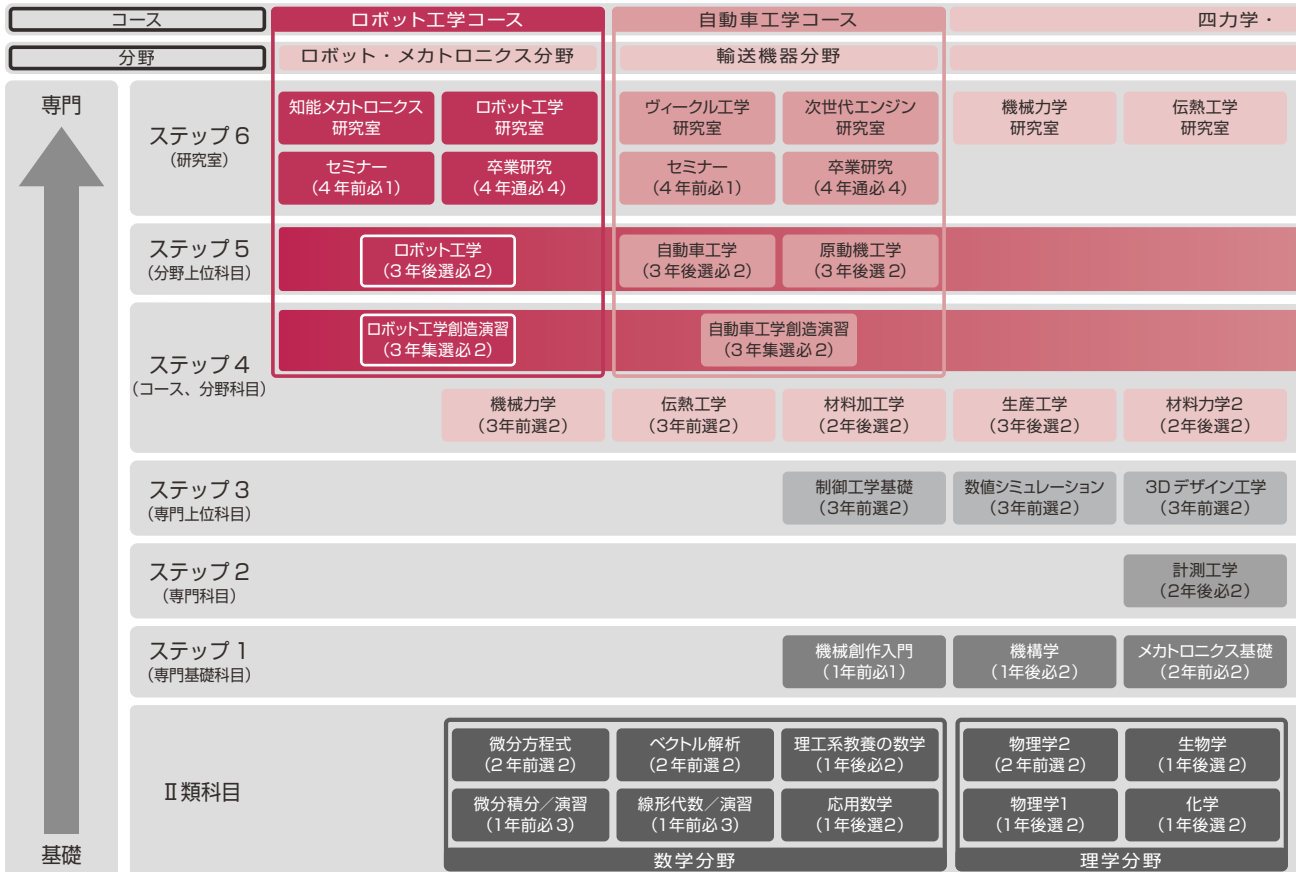 コース
ロボット工学コース
自動車工学コース
四力学・
分野
ロボット・メカトロニクス分野
輸送機器分野
専門
ステップ 6
(研究室)
知能メカトロニクス
研究室
ロボット工学
研究室
ヴィークル工学
研究室
次世代エンジン
研究室
機械力学
研究室
伝熱工学
研究室
セミナー
(4年前必1)
卒業研究
(4年通必4)
セミナー
(4年前必1)
卒業研究
(4年通必4)
ステップ 5
(分野上位科目)
ロボット工学
(3年後選必2)
自動車工学
(3年後選必2)
原動機工学
(3年後選2)
ステップ 4
(コース、分野科目)
ロボット工学創造演習
(3年集選必2)
自動車工学創造演習
(3年集選必2)
機械力学
(3年前選2)
伝熱工学
(3年前選2)
材料加工学
(2年後選2)
生産工学
(3年後選2)
材料力学2
(2年後選2)
ステップ 3
(専門上位科目)
制御工学基礎
(3年前選2)
数値シミュレーション
(3年前選2)
3Dデザイン工学
(3年前選2)
ステップ 2
(専門科目)
計測工学
(2年後必2)
ステップ 1
(専門基礎科目)
機械創作入門
(1年前必1)
機構学
(1年後必2)
メカトロニクス基礎
(2年前必2)
Ⅱ類科目
微分方程式
(2年前選2)
ベクトル解析
(2年前選2)
理工系教養の数学
(1年後必2)
物理学2
(2年前選2)
生物学
(1年後選2)
微分積分／演習
(1年前必3)
線形代数／演習
(1年前必3)
応用数学
(1年後選2)
物理学1
(1年後選2)
化学
(1年後選2)
数学分野
理学分野
基礎